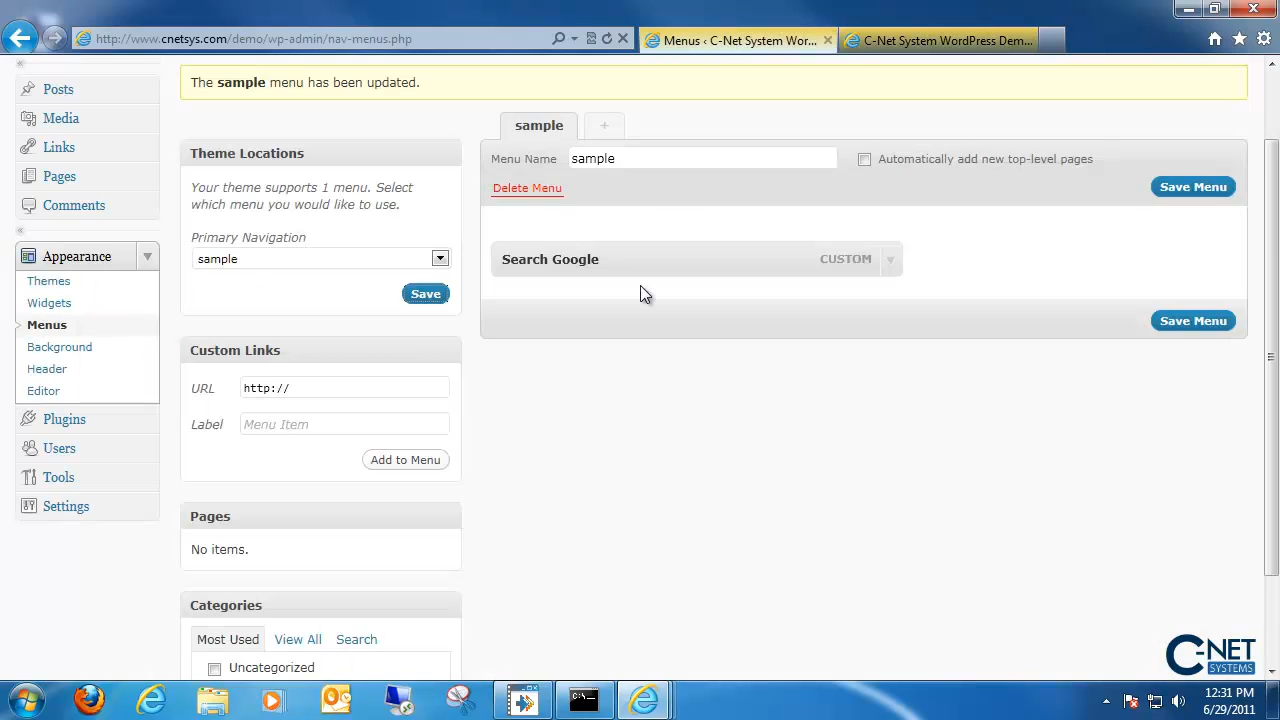 http://www.cnetsys.com/demo/wp-admin/nav-menus.php
Menus ‹ C-Net System Wor...
C-Net System WordPress Dem...
Posts
Media
Links
Pages
Comments
Appearance
Themes
Widgets
Menus
Background
Header
Editor
Plugins
Users
Tools
Settings
The sample menu has been updated.
Theme Locations
Your theme supports 1 menu. Select
which menu you would like to use.
Primary Navigation
sample
Save
Custom Links
URL http://
Label Menu Item
Add to Menu
Pages
No items.
Categories
Most Used View All Search
Uncategorized
sample +
Menu Name sample Automatically add new top-level pages
Delete Menu Save Menu
Search Google CUSTOM
Save Menu
C-NET
SYSTEMS
12:31 PM
6/29/2011